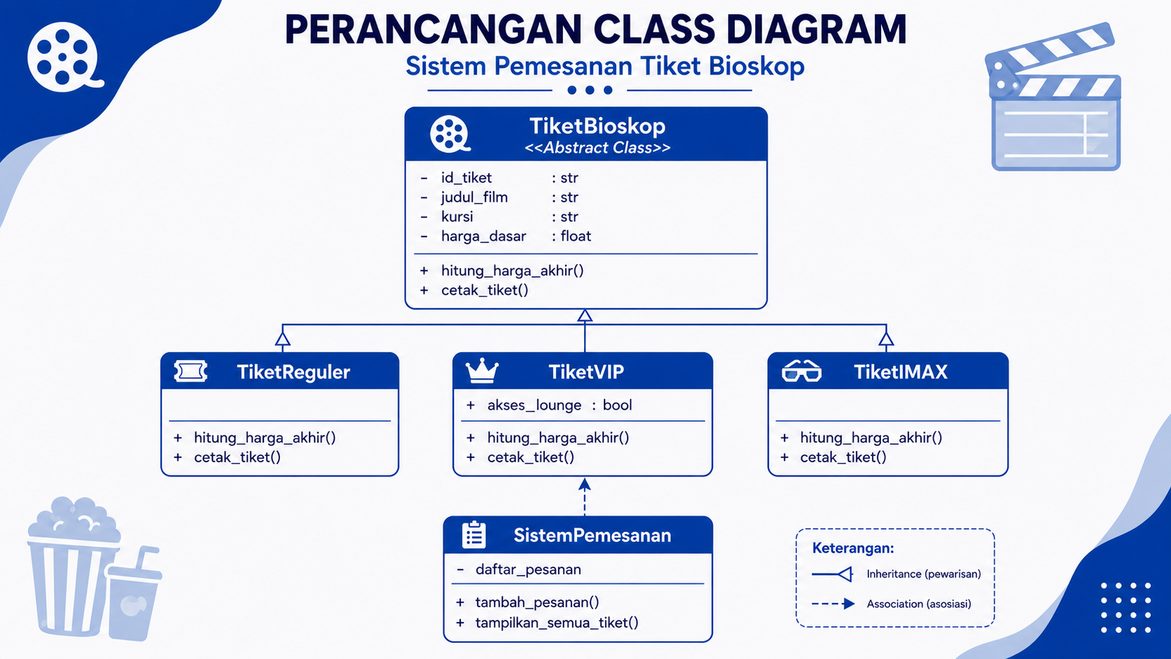 PERANCANGAN CLASS DIAGRAM
Sistem Pemesanan Tiket Bioskop
TiketBioskop
<<Abstract Class>>
- id_tiket : str
- judul_film : str
- kursi : str
- harga_dasar : float
+ hitung_harga_akhir()
+ cetak_tiket()
TiketReguler
+ hitung_harga_akhir()
+ cetak_tiket()
TiketVIP
+ akses_lounge : bool
+ hitung_harga_akhir()
+ cetak_tiket()
TiketIMAX
+ hitung_harga_akhir()
+ cetak_tiket()
SistemPemesanan
- daftar_pesanan
+ tambah_pesanan()
+ tampilkan_semua_tiket()
Keterangan:
Inheritance (pewarisan)
Association (asosiasi)